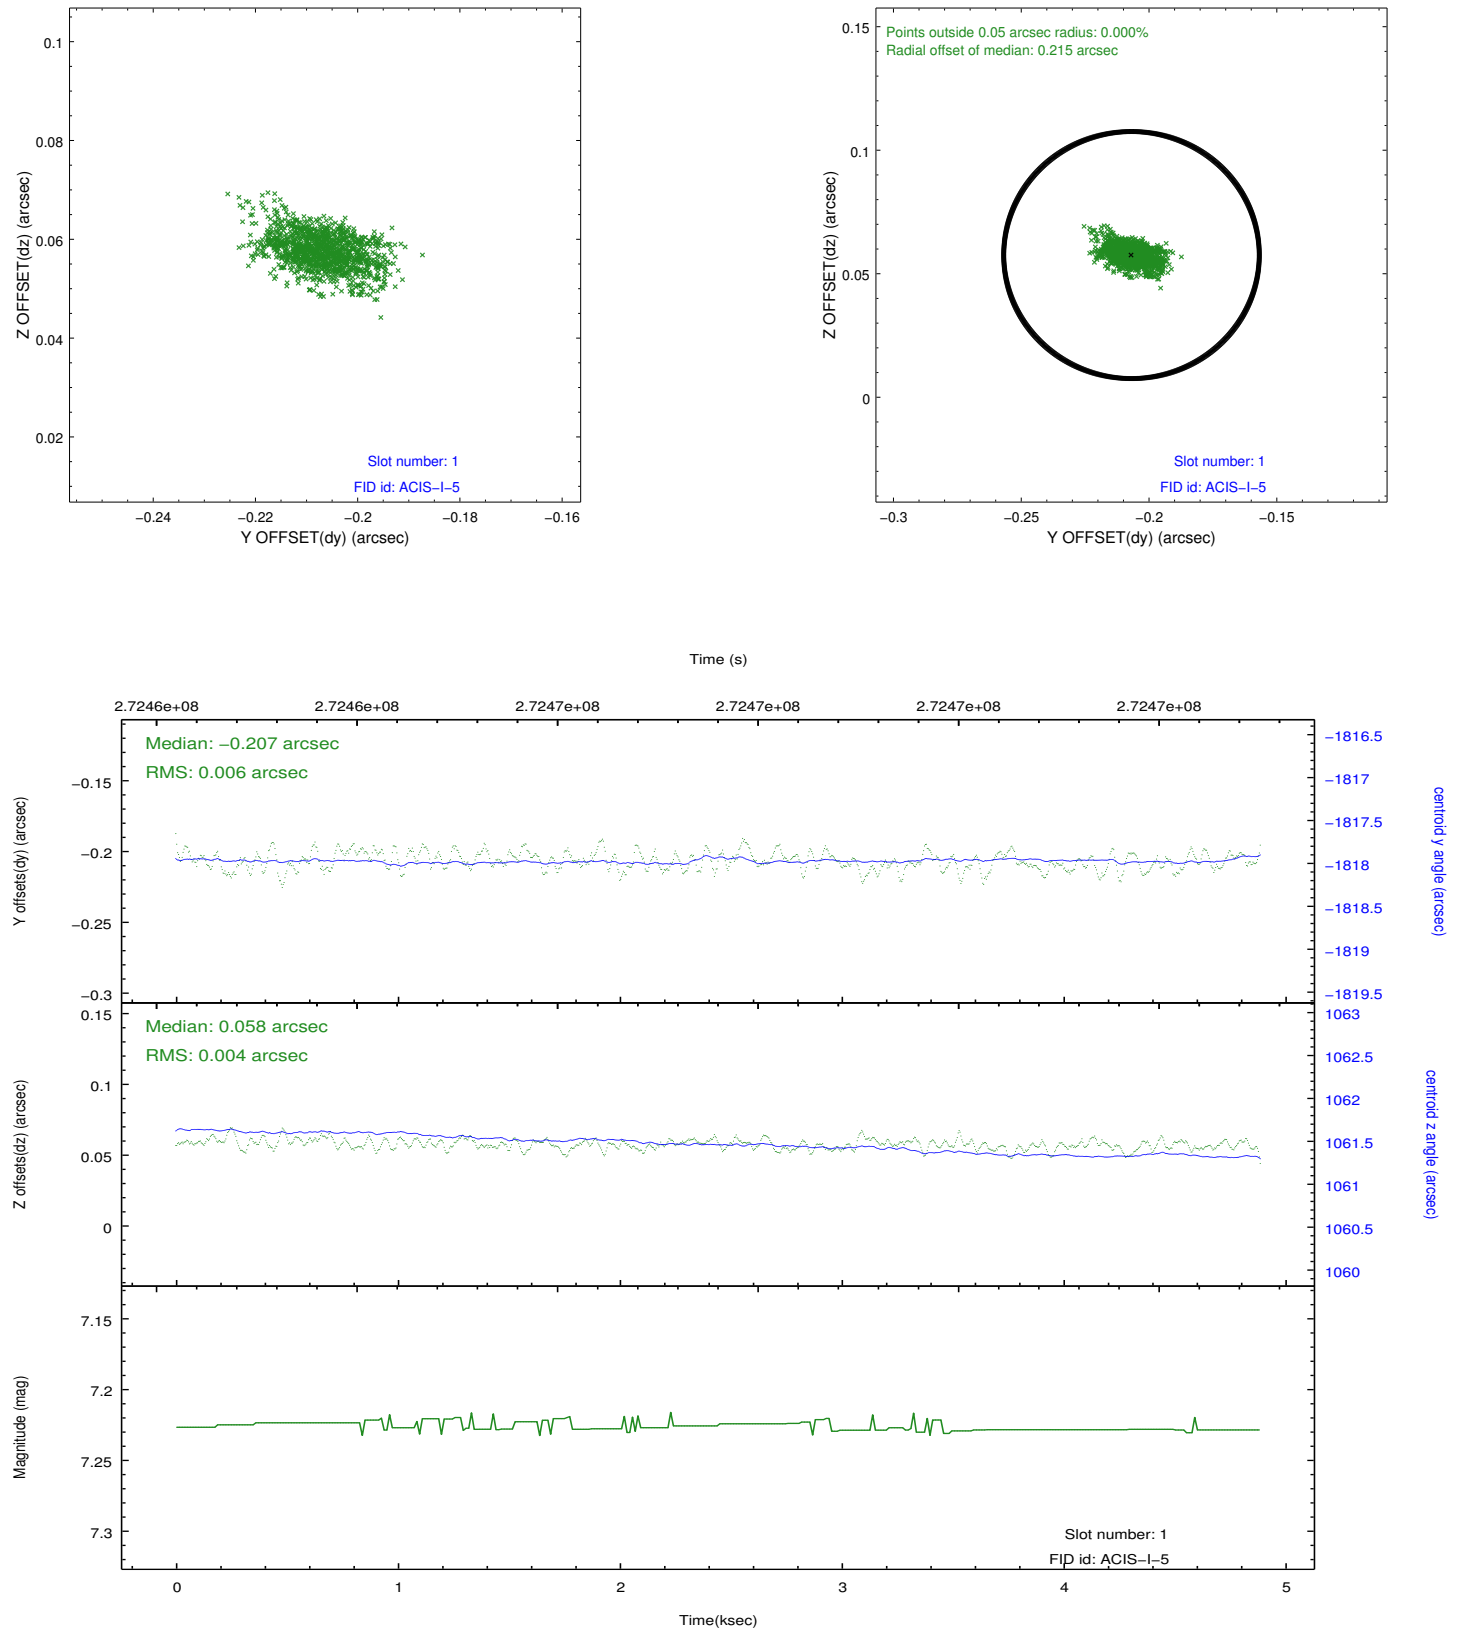 0.1
0.08
0.06
0.04
0.02
Z OFFSET(dz) (arcsec)
Slot number: 1
FID id: ACIS−I−5
−0.24 −0.22 −0.2 −0.18 −0.16
Y OFFSET(dy) (arcsec)
Points outside 0.05 arcsec radius: 0.000%
Radial offset of median: 0.215 arcsec
0.15
0.1
0.05
0
Z OFFSET(dz) (arcsec)
Slot number: 1
FID id: ACIS−I−5
−0.3 −0.25 −0.2 −0.15
Y OFFSET(dy) (arcsec)
Time (s)
2.7246e+08 2.7246e+08 2.7247e+08 2.7247e+08 2.7247e+08 2.7247e+08
Median: −0.207 arcsec
RMS: 0.006 arcsec
−0.15
−0.2
−0.25
−0.3
Y offsets(dy) (arcsec)
−1816.5
−1817
−1817.5
−1818
−1818.5
−1819
−1819.5
centroid y angle (arcsec)
Median: 0.058 arcsec
RMS: 0.004 arcsec
0.15
0.1
0.05
0
Z offsets(dz) (arcsec)
1063
1062.5
1062
1061.5
1061
1060.5
1060
centroid z angle (arcsec)
7.15
7.2
7.25
7.3
Magnitude (mag)
Slot number: 1
FID id: ACIS−I−5
0 1 2 3 4 5
Time(ksec)